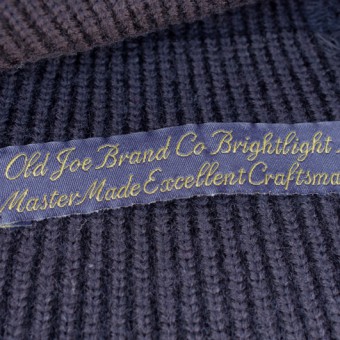 Old Joe Brand Co Brightlight
Master Made Excellent Craftsma